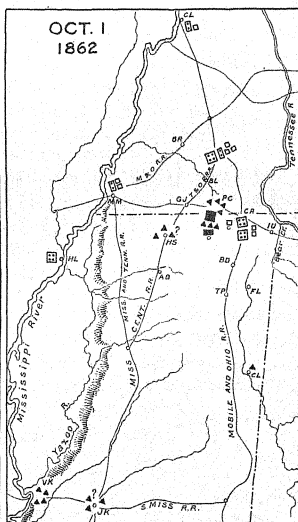 OCT. 1
1862
CL
Tennessee R.
BR
M & O R.R.
BL
MM
PC
CR
IU
HS
HL
MISS. AND TENN. R.R.
MISS. CENT. R.R.
AB
BD
TP
FL
CL
Mississippi River
Yazoo R.
MOBILE AND OHIO R.R.
VK
?
?
JK
S MISS R.R.